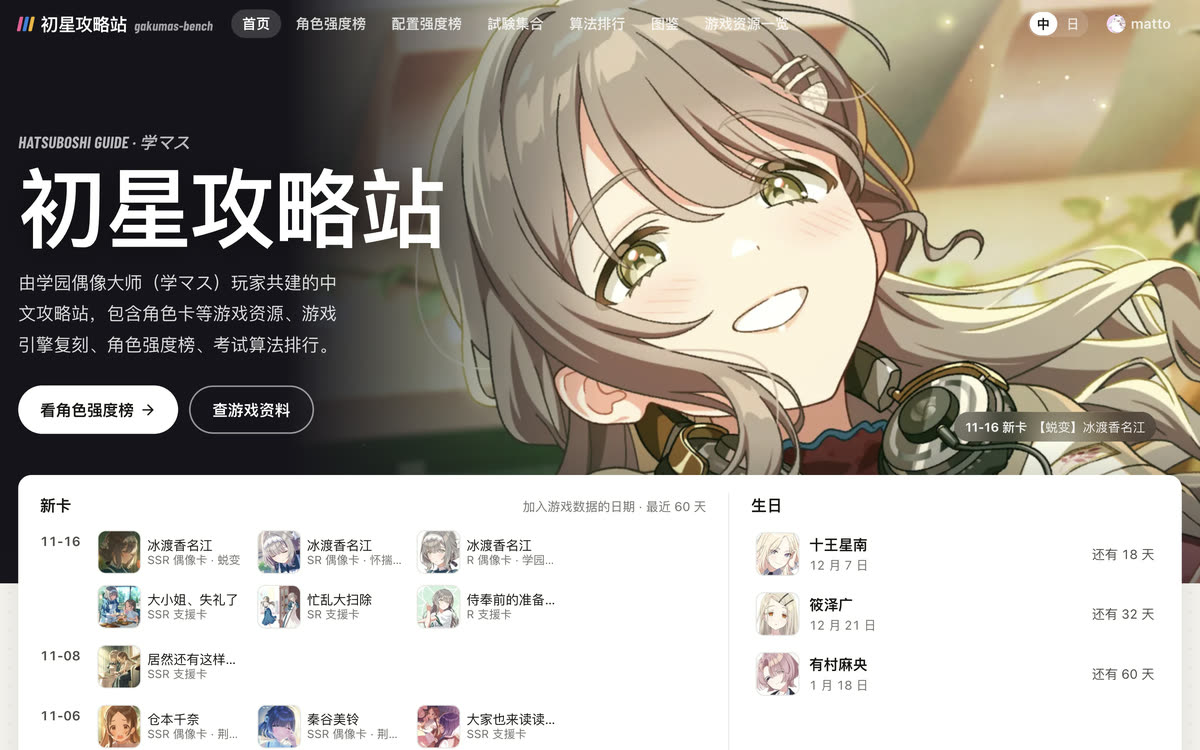 初星攻略站 gakumas-bench 首页 角色强度榜 配置强度榜 試験集合 算法排行 图鉴 游戏资源一览 中 日 matto
HATSUBOSHI GUIDE · 学マス
初星攻略站
由学园偶像大师（学マス）玩家共建的中
文攻略站，包含角色卡等游戏资源、游戏
引擎复刻、角色强度榜、考试算法排行。
看角色强度榜 →
查游戏资料
11-16 新卡 【蜕变】冰渡香名江
新卡
加入游戏数据的日期 · 最近 60 天
11-16
冰渡香名江
SSR 偶像卡 · 蜕变
冰渡香名江
SR 偶像卡 · 怀揣...
冰渡香名江
R 偶像卡 · 学园...
大小姐、失礼了
SSR 支援卡
忙乱大扫除
SR 支援卡
侍奉前的准备...
R 支援卡
11-08
居然还有这样...
SSR 支援卡
11-06
仓本千奈
SSR 偶像卡 · 荆...
秦谷美铃
SSR 偶像卡 · 荆...
大家也来读读...
SSR 支援卡
生日
十王星南
12 月 7 日
还有 18 天
筱泽广
12 月 21 日
还有 32 天
有村麻央
1 月 18 日
还有 60 天